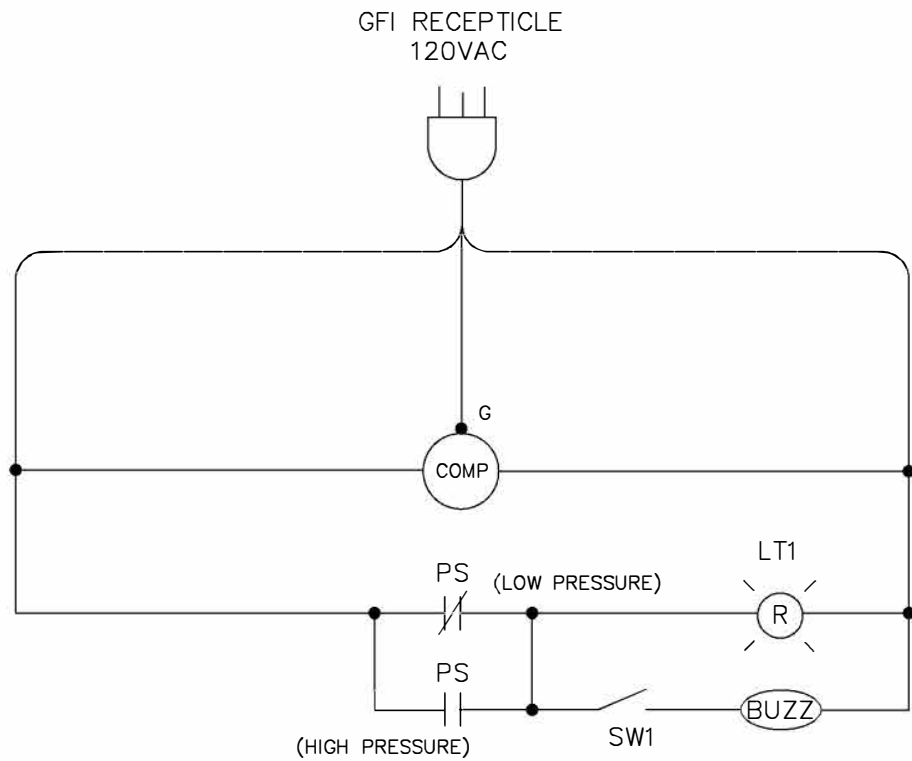 GFI RECEPTICLE
120VAC
G
COMP
LT1
PS
(LOW PRESSURE)
R
PS
BUZZ
SW1
(HIGH PRESSURE)